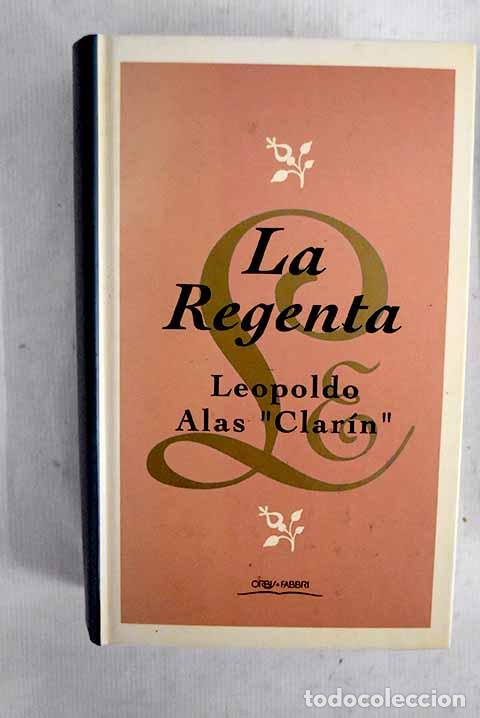 La
Regenta
Leopoldo
Alas "Clarín"
ORBIS•FABBRI
todocoleccion